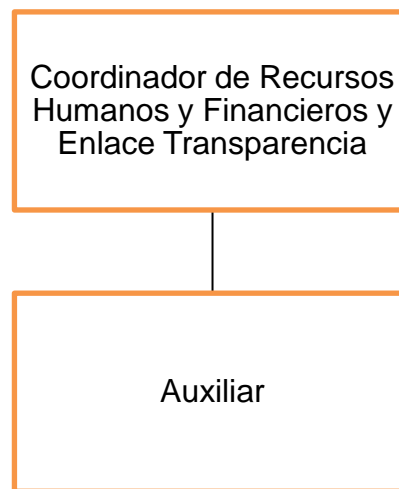 Coordinador de Recursos
Humanos y Financieros y
Enlace Transparencia
Auxiliar